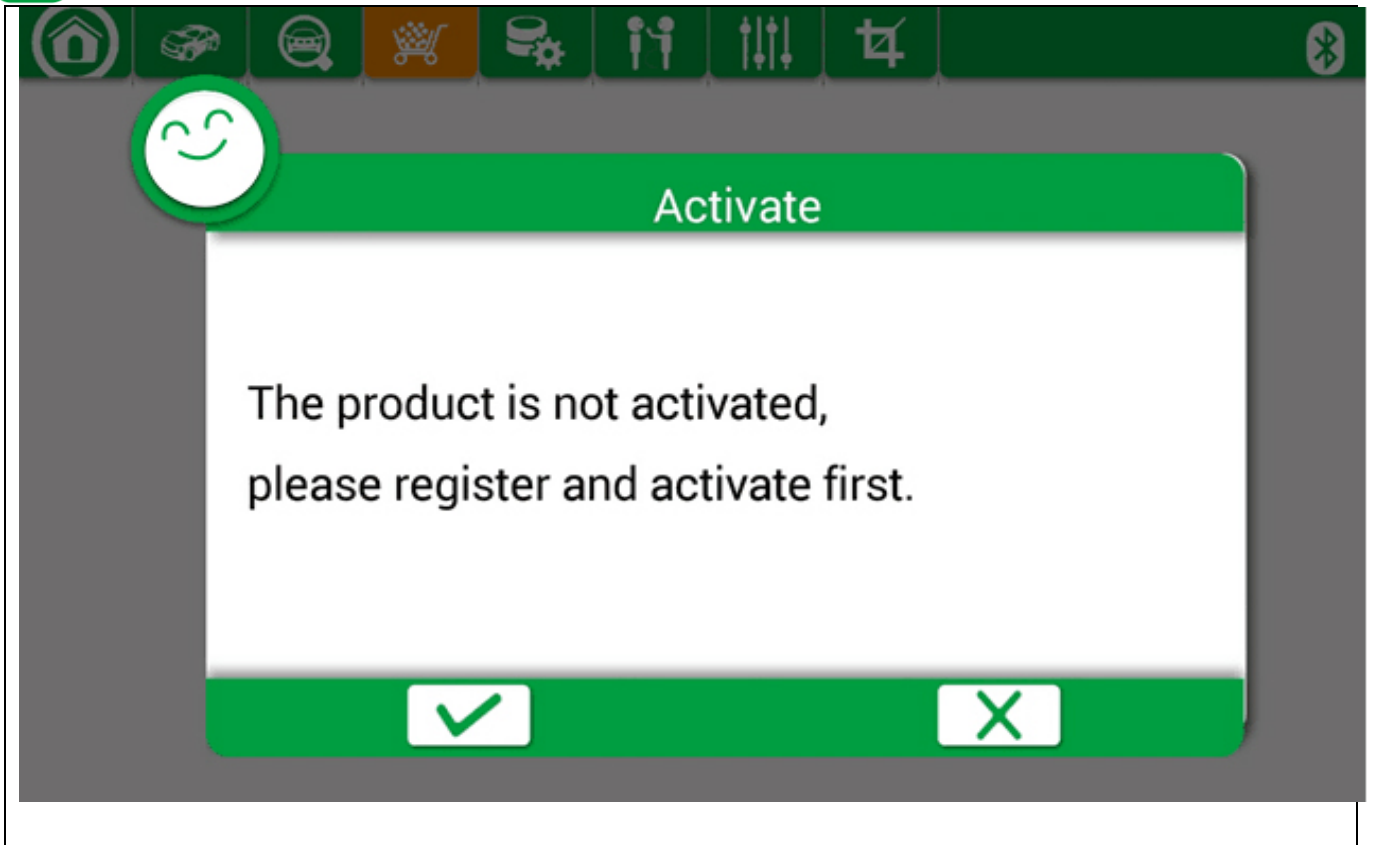 Activate
The product is not activated,
please register and activate first.